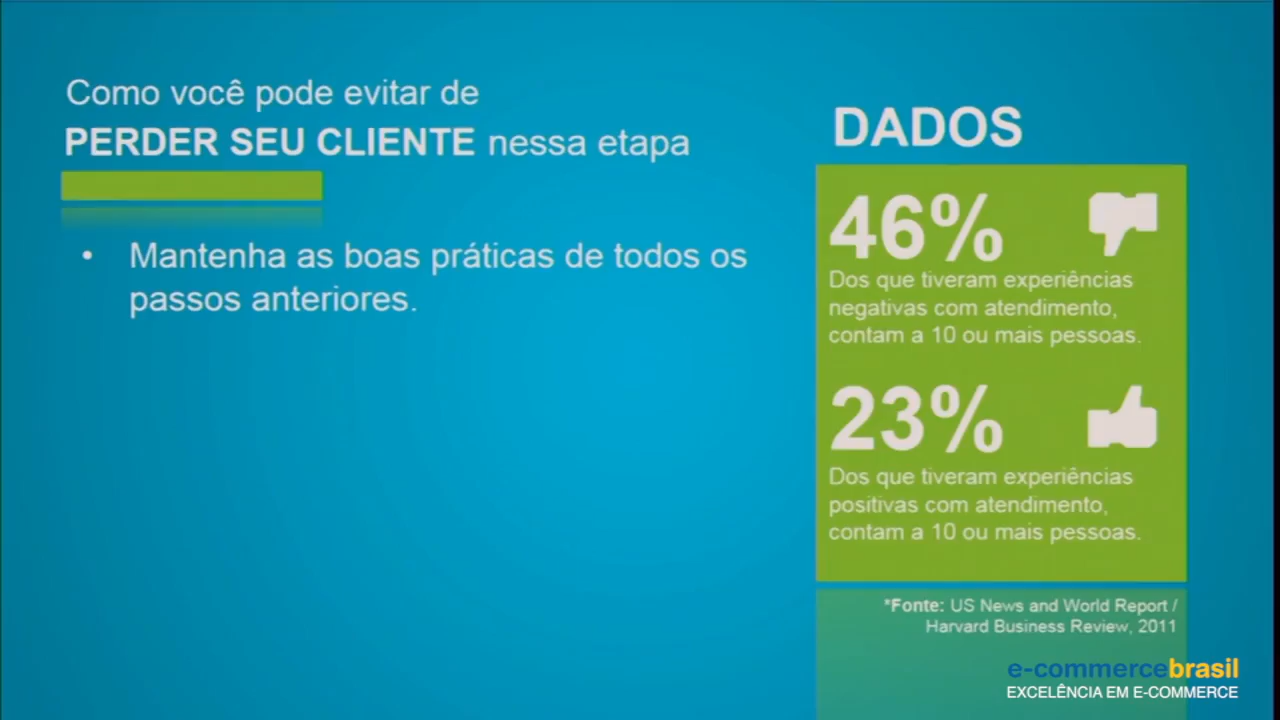 Como você pode evitar de
PERDER SEU CLIENTE nessa etapa
• Mantenha as boas práticas de todos os
passos anteriores.
DADOS
46%
Dos que tiveram experiências
negativas com atendimento,
contam a 10 ou mais pessoas.
23%
Dos que tiveram experiências
positivas com atendimento,
contam a 10 ou mais pessoas.
*Fonte: US News and World Report /
Harvard Business Review, 2011
e-commercebrasil
EXCELÊNCIA EM E-COMMERCE